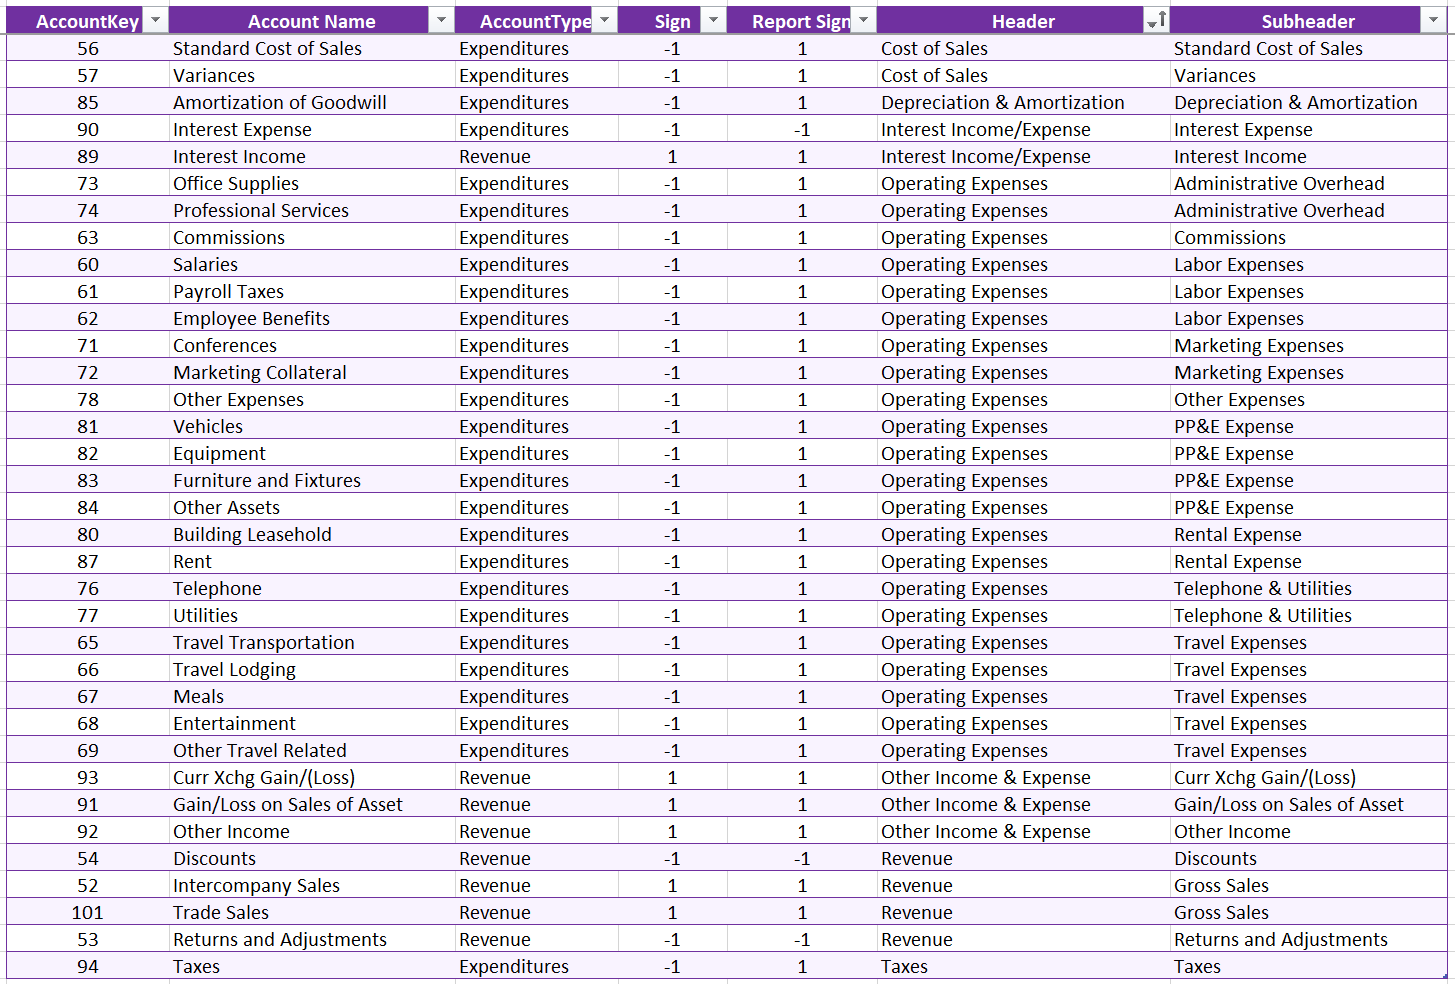 AccountKey Account Name AccountType Sign Report Sign Header Subheader
56 Standard Cost of Sales Expenditures -1 1 Cost of Sales Standard Cost of Sales
57 Variances Expenditures -1 1 Cost of Sales Variances
85 Amortization of Goodwill Expenditures -1 1 Depreciation & Amortization Depreciation & Amortization
90 Interest Expense Expenditures -1 -1 Interest Income/Expense Interest Expense
89 Interest Income Revenue 1 1 Interest Income/Expense Interest Income
73 Office Supplies Expenditures -1 1 Operating Expenses Administrative Overhead
74 Professional Services Expenditures -1 1 Operating Expenses Administrative Overhead
63 Commissions Expenditures -1 1 Operating Expenses Commissions
60 Salaries Expenditures -1 1 Operating Expenses Labor Expenses
61 Payroll Taxes Expenditures -1 1 Operating Expenses Labor Expenses
62 Employee Benefits Expenditures -1 1 Operating Expenses Labor Expenses
71 Conferences Expenditures -1 1 Operating Expenses Marketing Expenses
72 Marketing Collateral Expenditures -1 1 Operating Expenses Marketing Expenses
78 Other Expenses Expenditures -1 1 Operating Expenses Other Expenses
81 Vehicles Expenditures -1 1 Operating Expenses PP&E Expense
82 Equipment Expenditures -1 1 Operating Expenses PP&E Expense
83 Furniture and Fixtures Expenditures -1 1 Operating Expenses PP&E Expense
84 Other Assets Expenditures -1 1 Operating Expenses PP&E Expense
80 Building Leasehold Expenditures -1 1 Operating Expenses Rental Expense
87 Rent Expenditures -1 1 Operating Expenses Rental Expense
76 Telephone Expenditures -1 1 Operating Expenses Telephone & Utilities
77 Utilities Expenditures -1 1 Operating Expenses Telephone & Utilities
65 Travel Transportation Expenditures -1 1 Operating Expenses Travel Expenses
66 Travel Lodging Expenditures -1 1 Operating Expenses Travel Expenses
67 Meals Expenditures -1 1 Operating Expenses Travel Expenses
68 Entertainment Expenditures -1 1 Operating Expenses Travel Expenses
69 Other Travel Related Expenditures -1 1 Operating Expenses Travel Expenses
93 Curr Xchg Gain/(Loss) Revenue 1 1 Other Income & Expense Curr Xchg Gain/(Loss)
91 Gain/Loss on Sales of Asset Revenue 1 1 Other Income & Expense Gain/Loss on Sales of Asset
92 Other Income Revenue 1 1 Other Income & Expense Other Income
54 Discounts Revenue -1 -1 Revenue Discounts
52 Intercompany Sales Revenue 1 1 Revenue Gross Sales
101 Trade Sales Revenue 1 1 Revenue Gross Sales
53 Returns and Adjustments Revenue -1 -1 Revenue Returns and Adjustments
94 Taxes Expenditures -1 1 Taxes Taxes